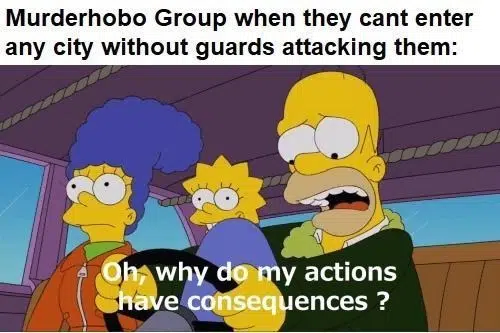 Murderhobo Group when they cant enter
any city without guards attacking them:
Oh, why do my actions
have consequences ?